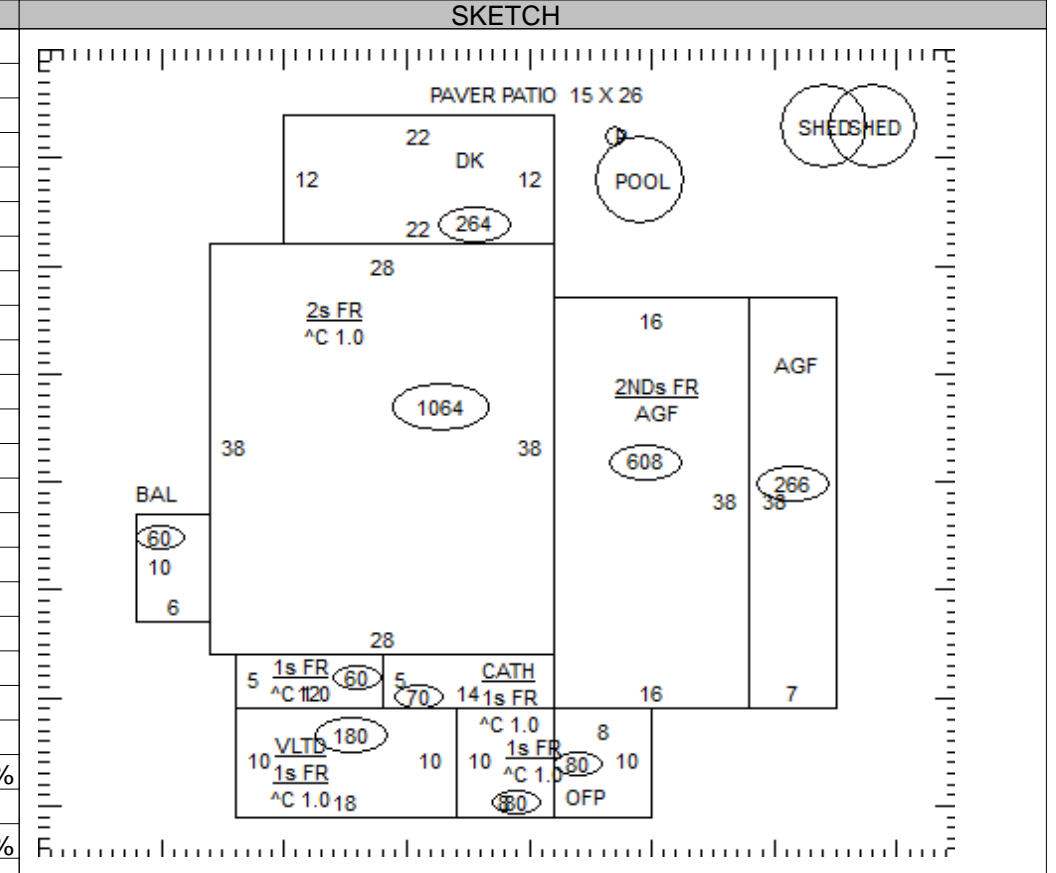 SKETCH
PAVER PATIO 15 X 26
SHED SHED
22
DK
12 12
POOL
22 264
28
2s FR
^C 1.0
16
AGF
2NDs FR
AGF
1064
38 38
608
266
38 38
BAL
60
10
6
28
5 1s FR 60 5 CATH
^C 1 70 14 1s FR 16 7
^C 1.0
180 8
10 VLTD 10 10 1s FR 80 10
%
1s FR ^C 1.0
^C 1.0 18 80 OFP
%